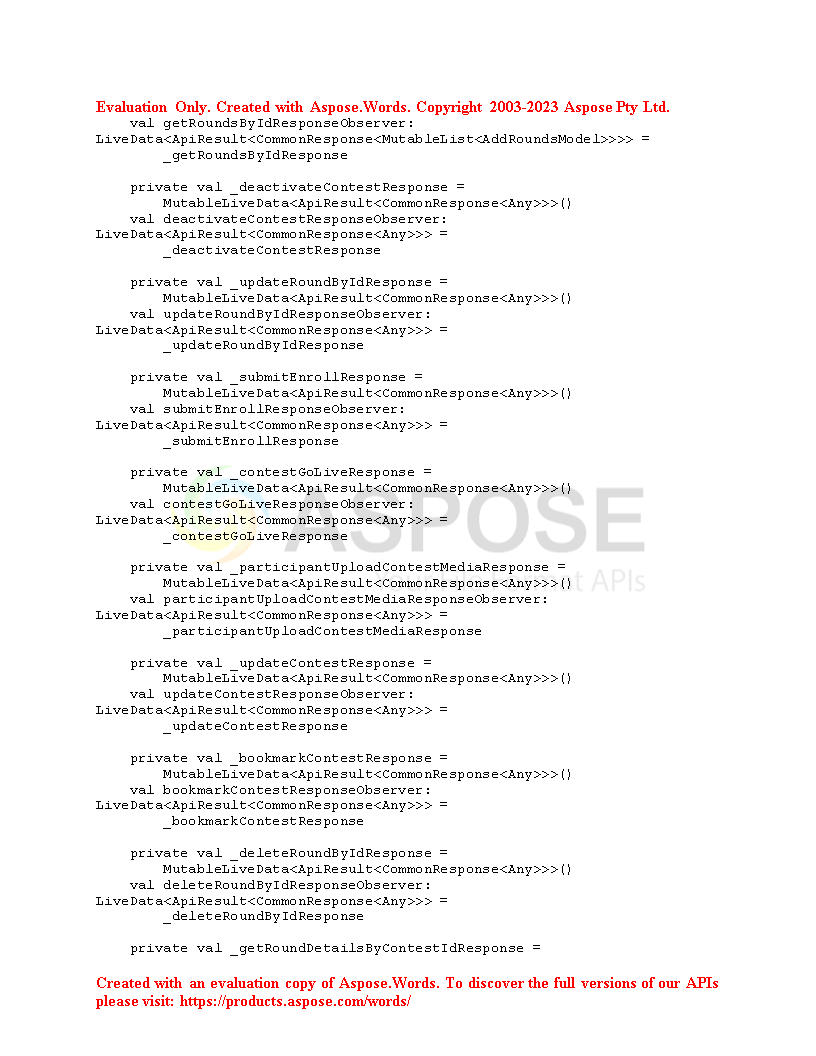 Evaluation Only. Created with Aspose.Words. Copyright 2003-2023 Aspose Pty Ltd.
    val getRoundsByIdResponseObserver:
LiveData<ApiResult<CommonResponse<MutableList<AddRoundsModel>>>> =
        _getRoundsByIdResponse

    private val _deactivateContestResponse =
        MutableLiveData<ApiResult<CommonResponse<Any>>>()
    val deactivateContestResponseObserver:
LiveData<ApiResult<CommonResponse<Any>>> =
        _deactivateContestResponse

    private val _updateRoundByIdResponse =
        MutableLiveData<ApiResult<CommonResponse<Any>>>()
    val updateRoundByIdResponseObserver:
LiveData<ApiResult<CommonResponse<Any>>> =
        _updateRoundByIdResponse

    private val _submitEnrollResponse =
        MutableLiveData<ApiResult<CommonResponse<Any>>>()
    val submitEnrollResponseObserver:
LiveData<ApiResult<CommonResponse<Any>>> =
        _submitEnrollResponse

    private val _contestGoLiveResponse =
        MutableLiveData<ApiResult<CommonResponse<Any>>>()
    val contestGoLiveResponseObserver:
LiveData<ApiResult<CommonResponse<Any>>> =
        _contestGoLiveResponse
ASPOSE

    private val _participantUploadContestMediaResponse =
        MutableLiveData<ApiResult<CommonResponse<Any>>>()
APIs
    val participantUploadContestMediaResponseObserver:
LiveData<ApiResult<CommonResponse<Any>>> =
        _participantUploadContestMediaResponse

    private val _updateContestResponse =
        MutableLiveData<ApiResult<CommonResponse<Any>>>()
    val updateContestResponseObserver:
LiveData<ApiResult<CommonResponse<Any>>> =
        _updateContestResponse

    private val _bookmarkContestResponse =
        MutableLiveData<ApiResult<CommonResponse<Any>>>()
    val bookmarkContestResponseObserver:
LiveData<ApiResult<CommonResponse<Any>>> =
        _bookmarkContestResponse

    private val _deleteRoundByIdResponse =
        MutableLiveData<ApiResult<CommonResponse<Any>>>()
    val deleteRoundByIdResponseObserver:
LiveData<ApiResult<CommonResponse<Any>>> =
        _deleteRoundByIdResponse

    private val _getRoundDetailsByContestIdResponse =

Created with an evaluation copy of Aspose.Words. To discover the full versions of our APIs
please visit: https://products.aspose.com/words/